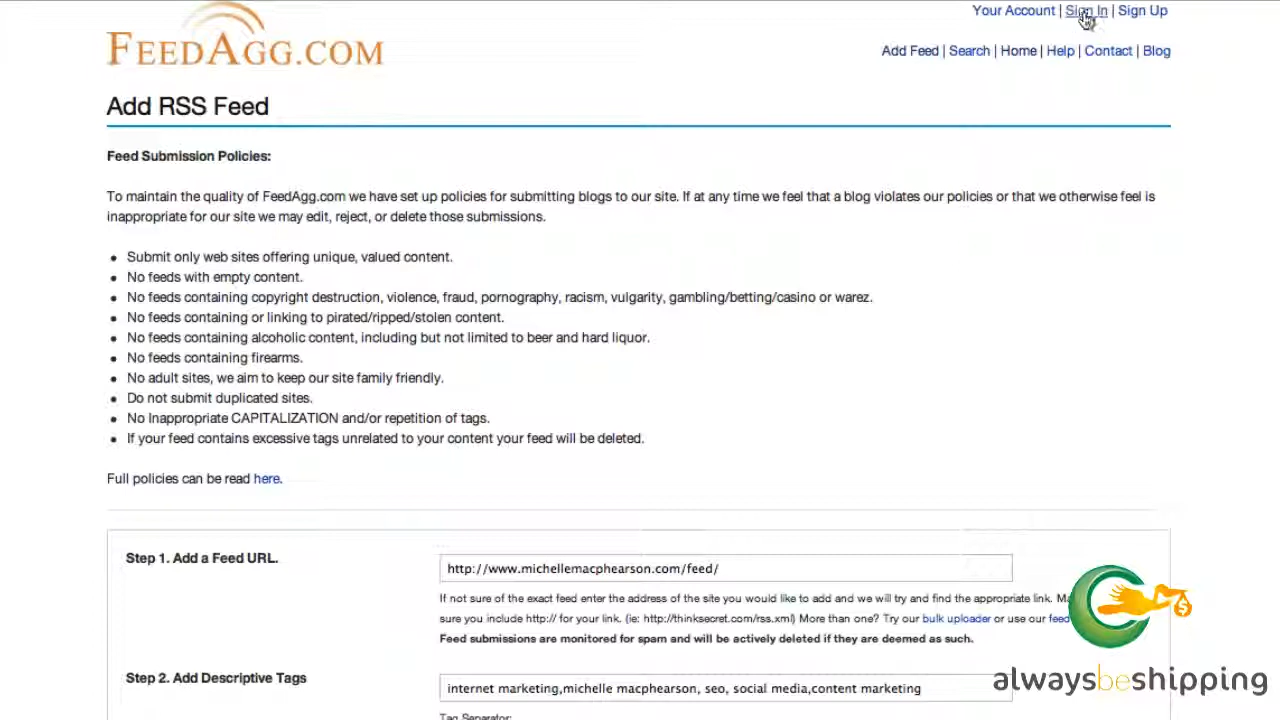 Your Account | Sign In | Sign Up
FEEDAGG.COM
Add Feed | Search | Home | Help | Contact | Blog
Add RSS Feed
Feed Submission Policies:
To maintain the quality of FeedAgg.com we have set up policies for submitting blogs to our site. If at any time we feel that a blog violates our policies or that we otherwise feel is
inappropriate for our site we may edit, reject, or delete those submissions.
Submit only web sites offering unique, valued content.
No feeds with empty content.
No feeds containing copyright destruction, violence, fraud, pornography, racism, vulgarity, gambling/betting/casino or warez.
No feeds containing or linking to pirated/ripped/stolen content.
No feeds containing alcoholic content, including but not limited to beer and hard liquor.
No feeds containing firearms.
No adult sites, we aim to keep our site family friendly.
Do not submit duplicated sites.
No Inappropriate CAPITALIZATION and/or repetition of tags.
If your feed contains excessive tags unrelated to your content your feed will be deleted.
Full policies can be read here.
Step 1. Add a Feed URL.
http://www.michellemacphearson.com/feed/
If not sure of the exact feed enter the address of the site you would like to add and we will try and find the appropriate link.
sure you include http:// for your link. (ie: http://thinksecret.com/rss.xml) More than one? Try our bulk uploader or use our feed
Feed submissions are monitored for spam and will be actively deleted if they are deemed as such.
Step 2. Add Descriptive Tags
internet marketing,michelle macphearson, seo, social media,content marketing
Tag Separator:
$
alwaysbeshipping